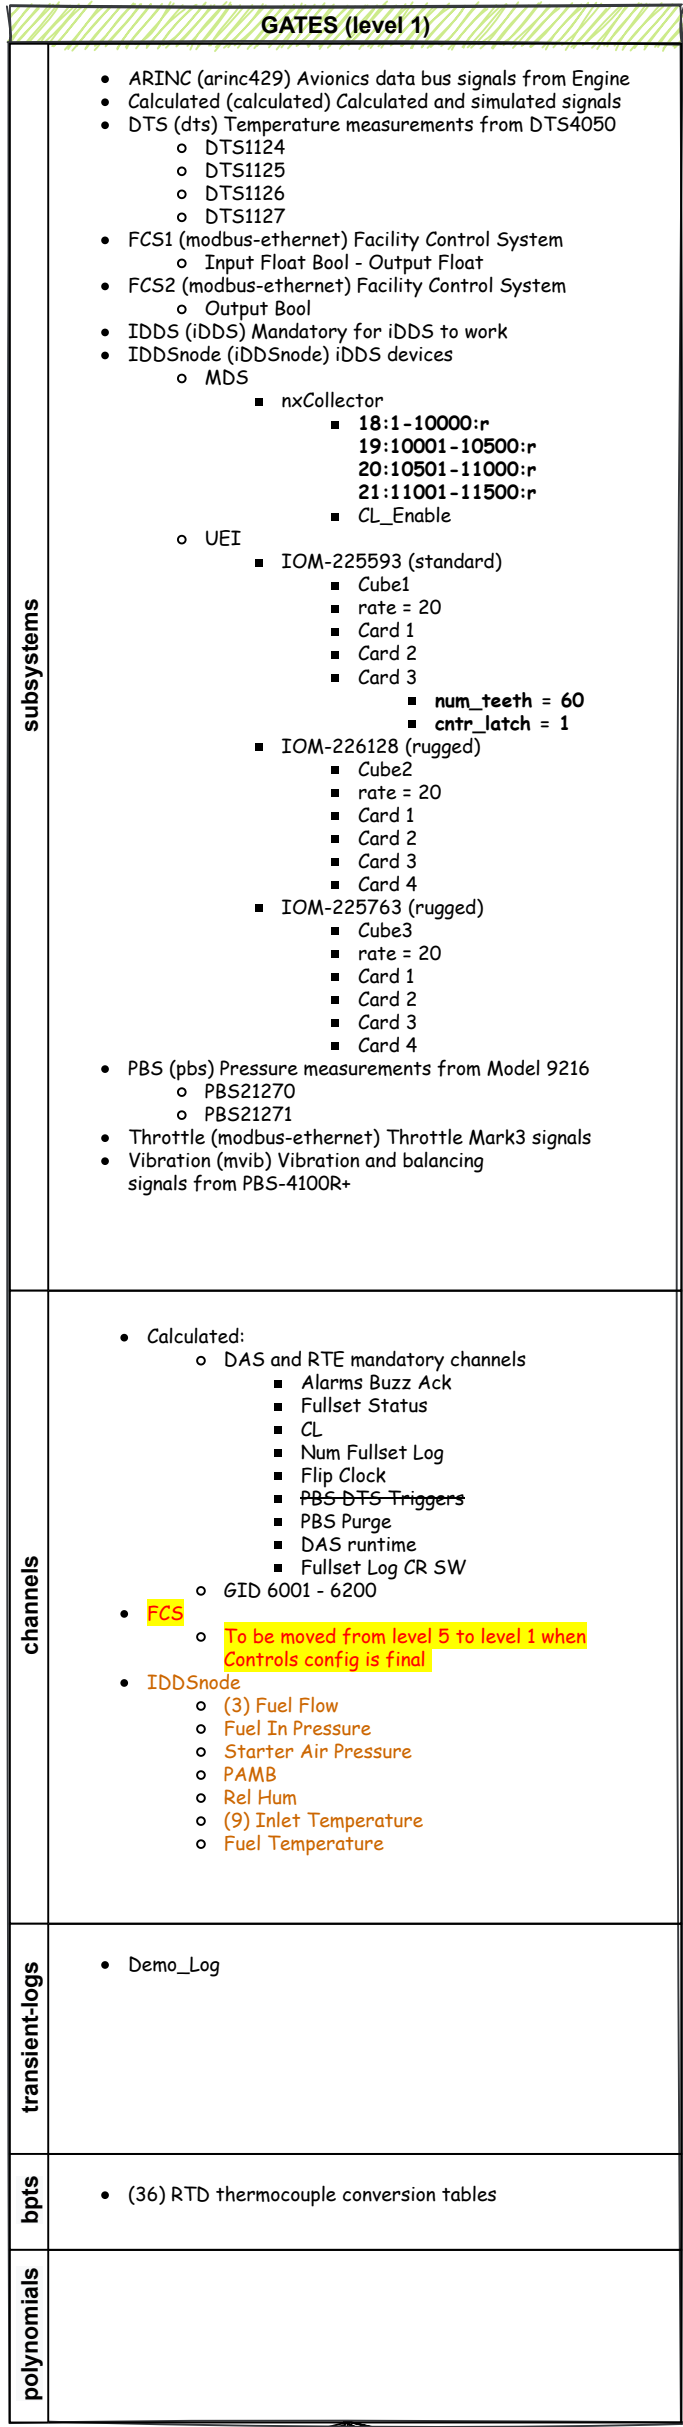 GATES (level 1)
subsystems
ARINC (arinc429) Avionics data bus signals from Engine
Calculated (calculated) Calculated and simulated signals
DTS (dts) Temperature measurements from DTS4050
DTS1124
DTS1125
DTS1126
DTS1127
FCS1 (modbus-ethernet) Facility Control System
Input Float Bool - Output Float
FCS2 (modbus-ethernet) Facility Control System
Output Bool
IDDS (iDDS) Mandatory for iDDS to work
IDDSnode (iDDSnode) iDDS devices
MDS
nxCollector
18:1-10000:r
19:10001-10500:r
20:10501-11000:r
21:11001-11500:r
CL_Enable
UEI
IOM-225593 (standard)
Cube1
rate = 20
Card 1
Card 2
Card 3
num_teeth = 60
cntr_latch = 1
IOM-226128 (rugged)
Cube2
rate = 20
Card 1
Card 2
Card 3
Card 4
IOM-225763 (rugged)
Cube3
rate = 20
Card 1
Card 2
Card 3
Card 4
PBS (pbs) Pressure measurements from Model 9216
PBS21270
PBS21271
Throttle (modbus-ethernet) Throttle Mark3 signals
Vibration (mvib) Vibration and balancing
signals from PBS-4100R+
channels
Calculated:
DAS and RTE mandatory channels
Alarms Buzz Ack
Fullset Status
CL
Num Fullset Log
Flip Clock
PBS DTS Triggers
PBS Purge
DAS runtime
Fullset Log CR SW
GID 6001 - 6200
FCS
To be moved from level 5 to level 1 when
Controls config is final
IDDSnode
(3) Fuel Flow
Fuel In Pressure
Starter Air Pressure
PAMB
Rel Hum
(9) Inlet Temperature
Fuel Temperature
transient-logs
Demo_Log
bpts
(36) RTD thermocouple conversion tables
polynomials